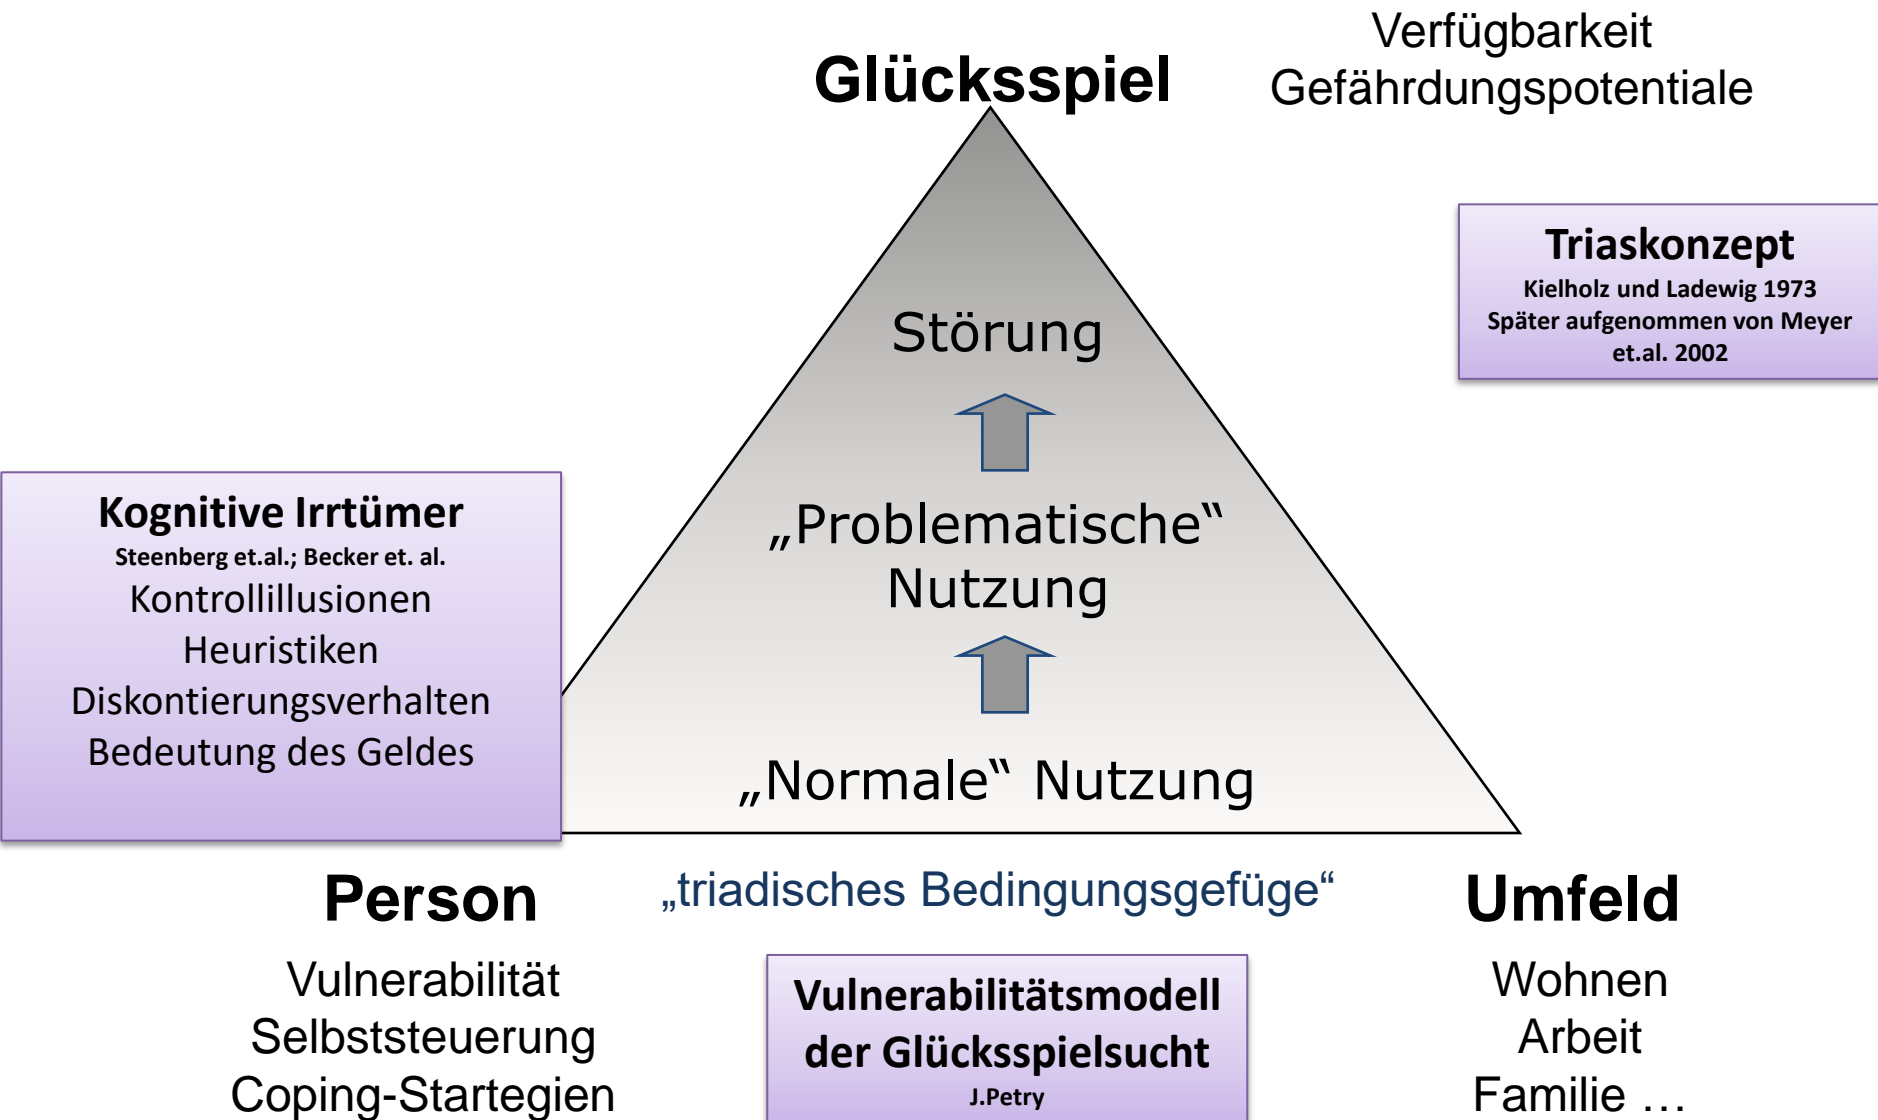 Verfügbarkeit
Glücksspiel
Gefährdungspotentiale
Triaskonzept
Kielholz und Ladewig 1973
Später aufgenommen von Meyer
et.al. 2002
Störung
„Problematische“
Nutzung
„Normale“ Nutzung
Kognitive Irrtümer
Steenberg et.al.; Becker et. al.
Kontrollillusionen
Heuristiken
Diskontierungsverhalten
Bedeutung des Geldes
Person
Vulnerabilität
Selbststeuerung
Coping-Startegien
„triadisches Bedingungsgefüge“
Vulnerabilitätsmodell
der Glücksspielsucht
J.Petry
Umfeld
Wohnen
Arbeit
Familie …